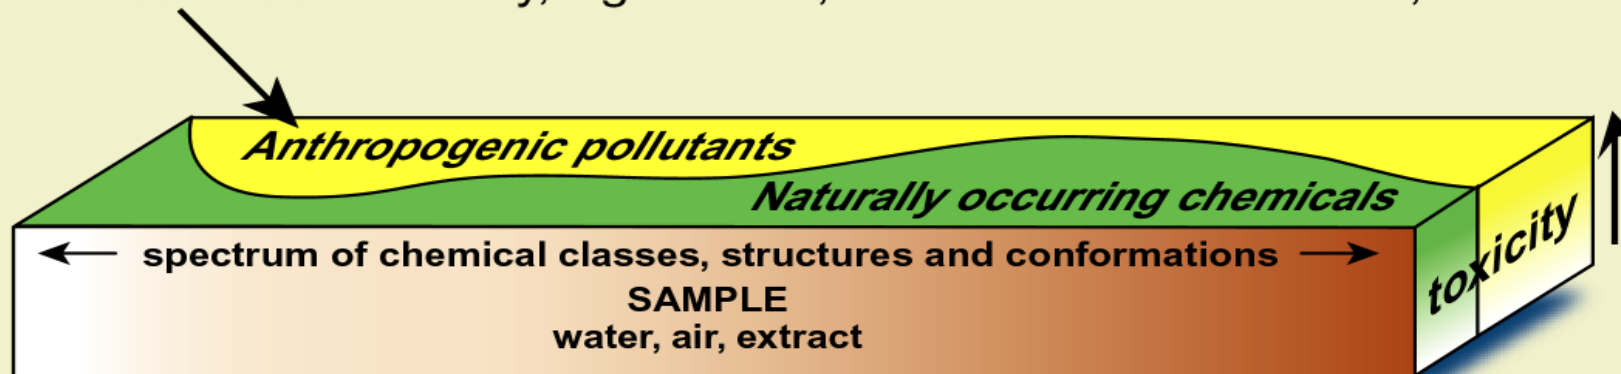 Anthropogenic pollutants
Naturally occurring chemicals
spectrum of chemical classes, structures and conformations
toxicity
SAMPLE
water, air, extract